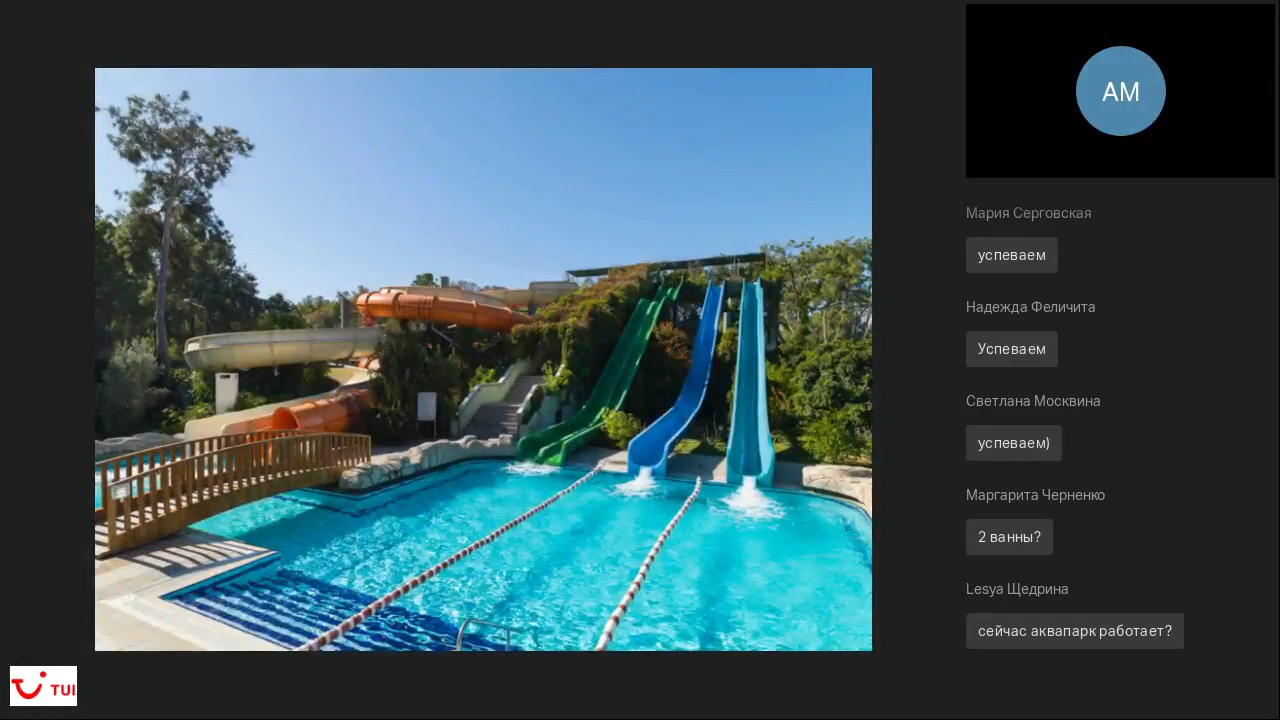 AM
Мария Серговская
успеваем
Надежда Феличита
Успеваем
Светлана Москвина
успеваем)
Маргарита Черненко
2 ванны?
Lesya Щедрина
сейчас аквапарк работает?
TUI